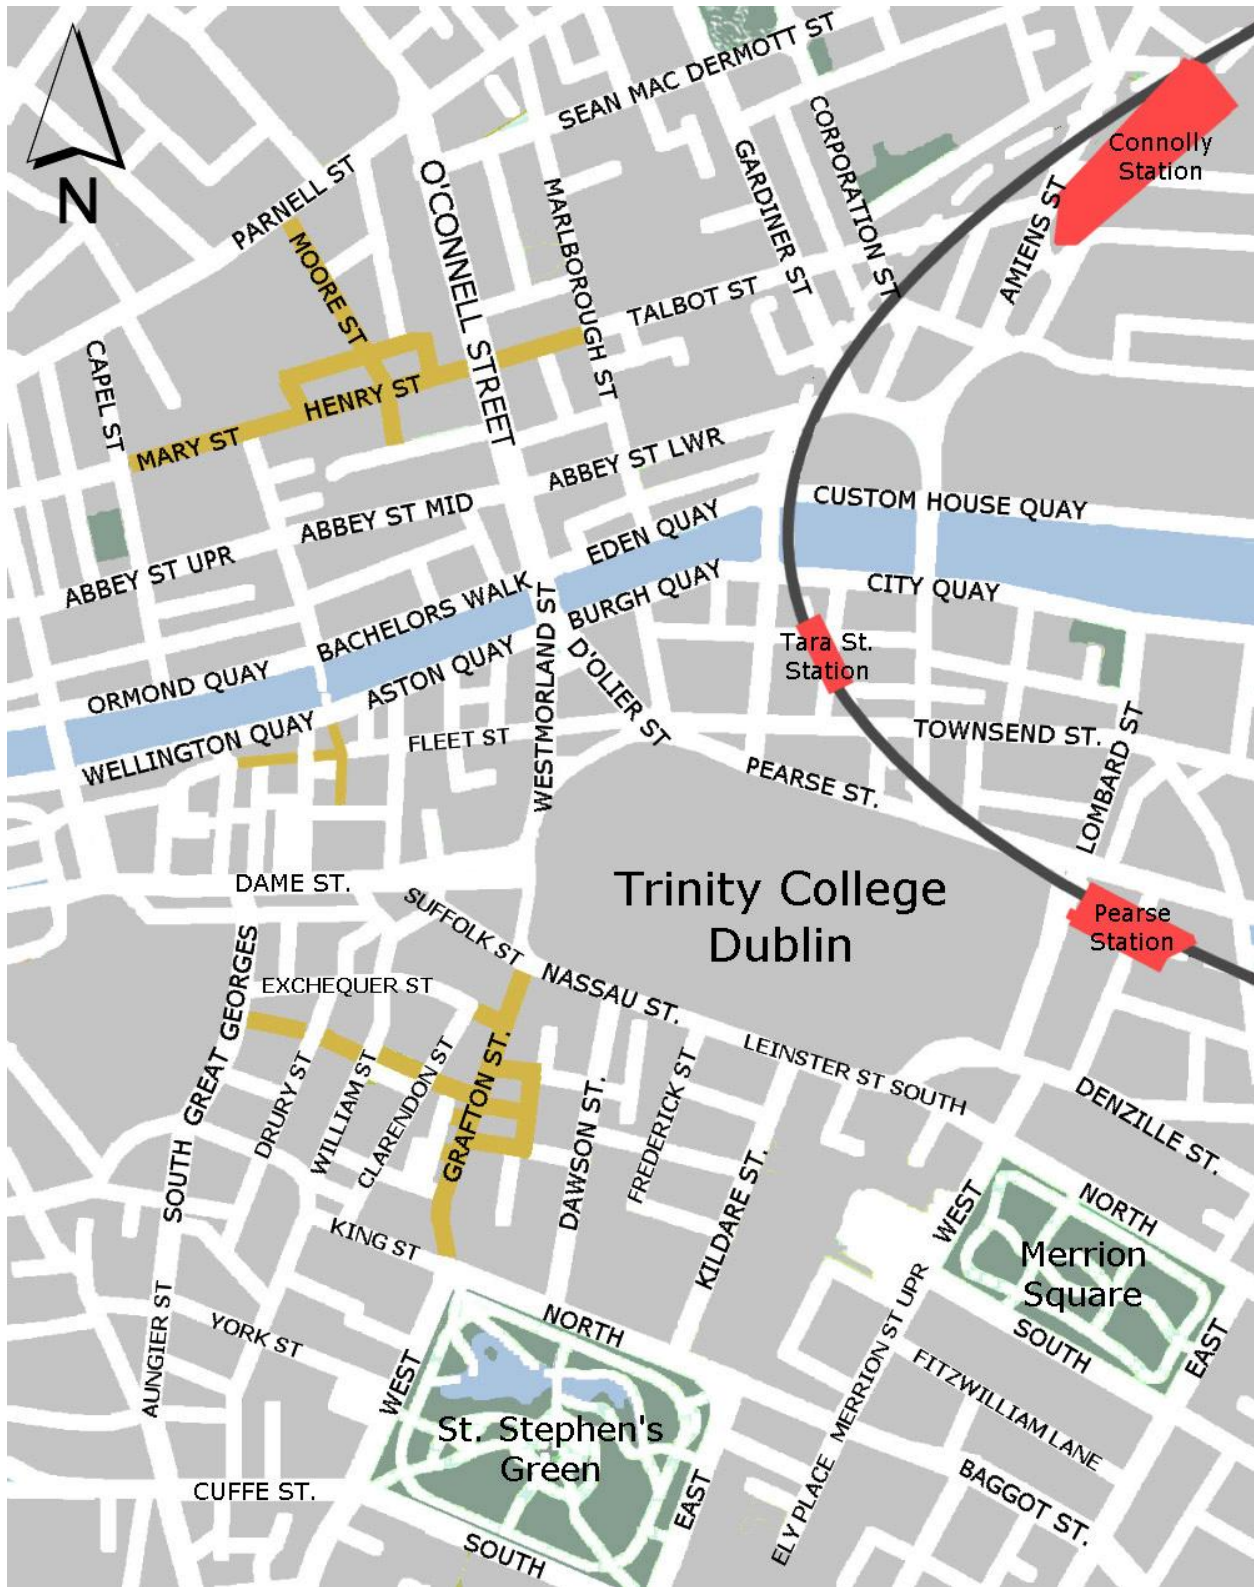 SEAN MAC DERMOTT ST
CORPORATION ST
Connolly
Station
GARDINER ST
PARNELL ST
O'CONNELL STREET
MARLBOROUGH ST
N
AMIENS ST
MOORE ST
TALBOT ST
CAPEL ST
HENRY ST
MARY ST
ABBEY ST LWR
ABBEY ST MID
CUSTOM HOUSE QUAY
EDEN QUAY
ABBEY ST UPR
CITY QUAY
BACHELORS WALK
BURGH QUAY
WESTMORLAND ST
Tara St.
Station
ORMOND QUAY
ASTON QUAY
D'OLIER ST
WELLINGTON QUAY
FLEET ST
TOWNSEND ST.
LOMBARD ST
PEARSE ST.
DAME ST.
Trinity College
Dublin
SUFFOLK ST
Pearse
Station
SOUTH GREAT GEORGES
EXCHEQUER ST
NASSAU ST.
LEINSTER ST SOUTH
DRURY ST
WILLIAM ST
CLARENDON ST
GRAFTON ST.
DAWSON ST.
FREDERICK ST
KILDARE ST.
DENZILLE ST.
NORTH
WEST
Merrion
Square
SOUTH
EAST
KING ST
AUNGIER ST
YORK ST
NORTH
WEST
St. Stephen's
Green
EAST
SOUTH
MERRION ST UPR
FITZWILLIAM LANE
ELY PLACE
BAGGOT ST.
CUFFE ST.